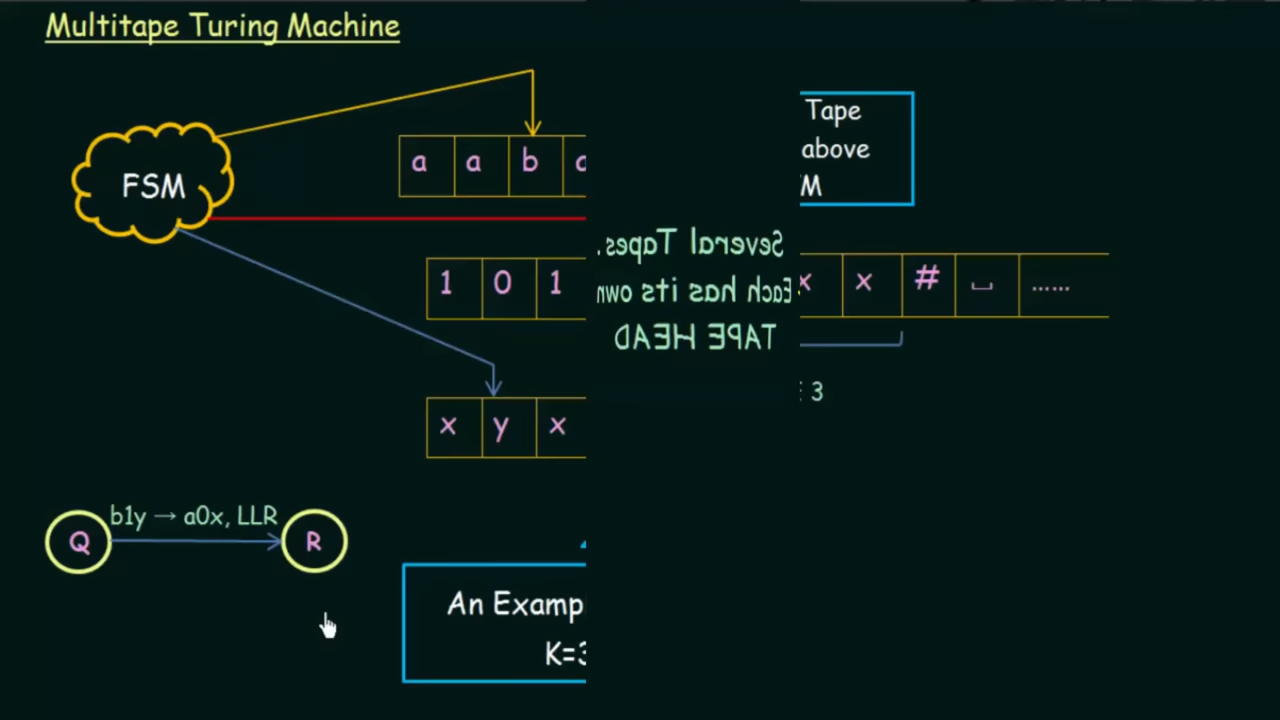 Multitape Turing Machine
FSM
a a b
Tape
above
M
1 0 1
Several Tapes.
Each has its own
TAPE HEAD
x x # ␣ ......
3
x y x
b1y → a0x, LLR
Q R
An Examp
K=3